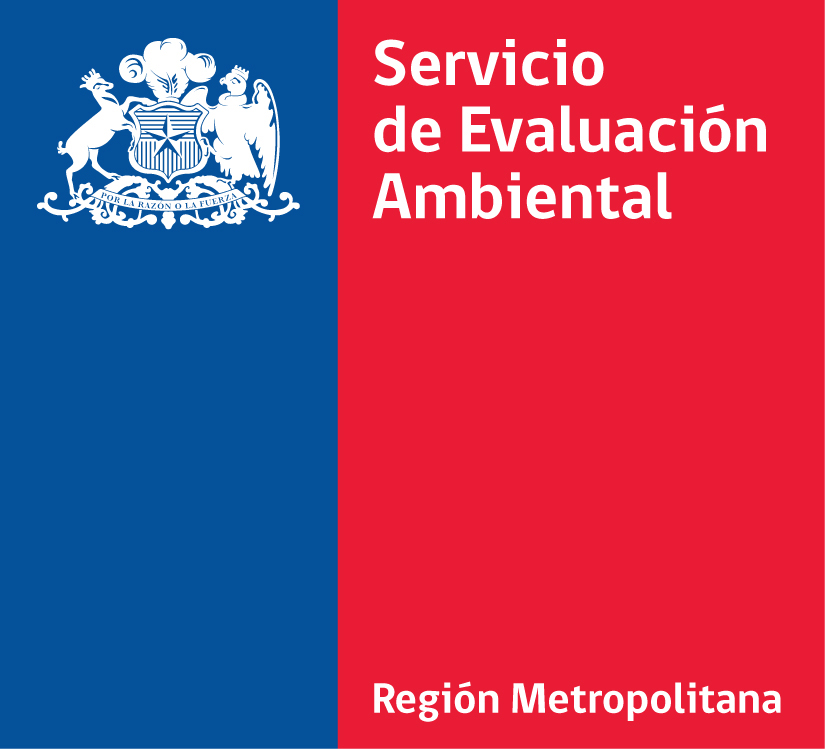 POR LA RAZÓN O LA FUERZA
Servicio
de Evaluación
Ambiental
Región Metropolitana